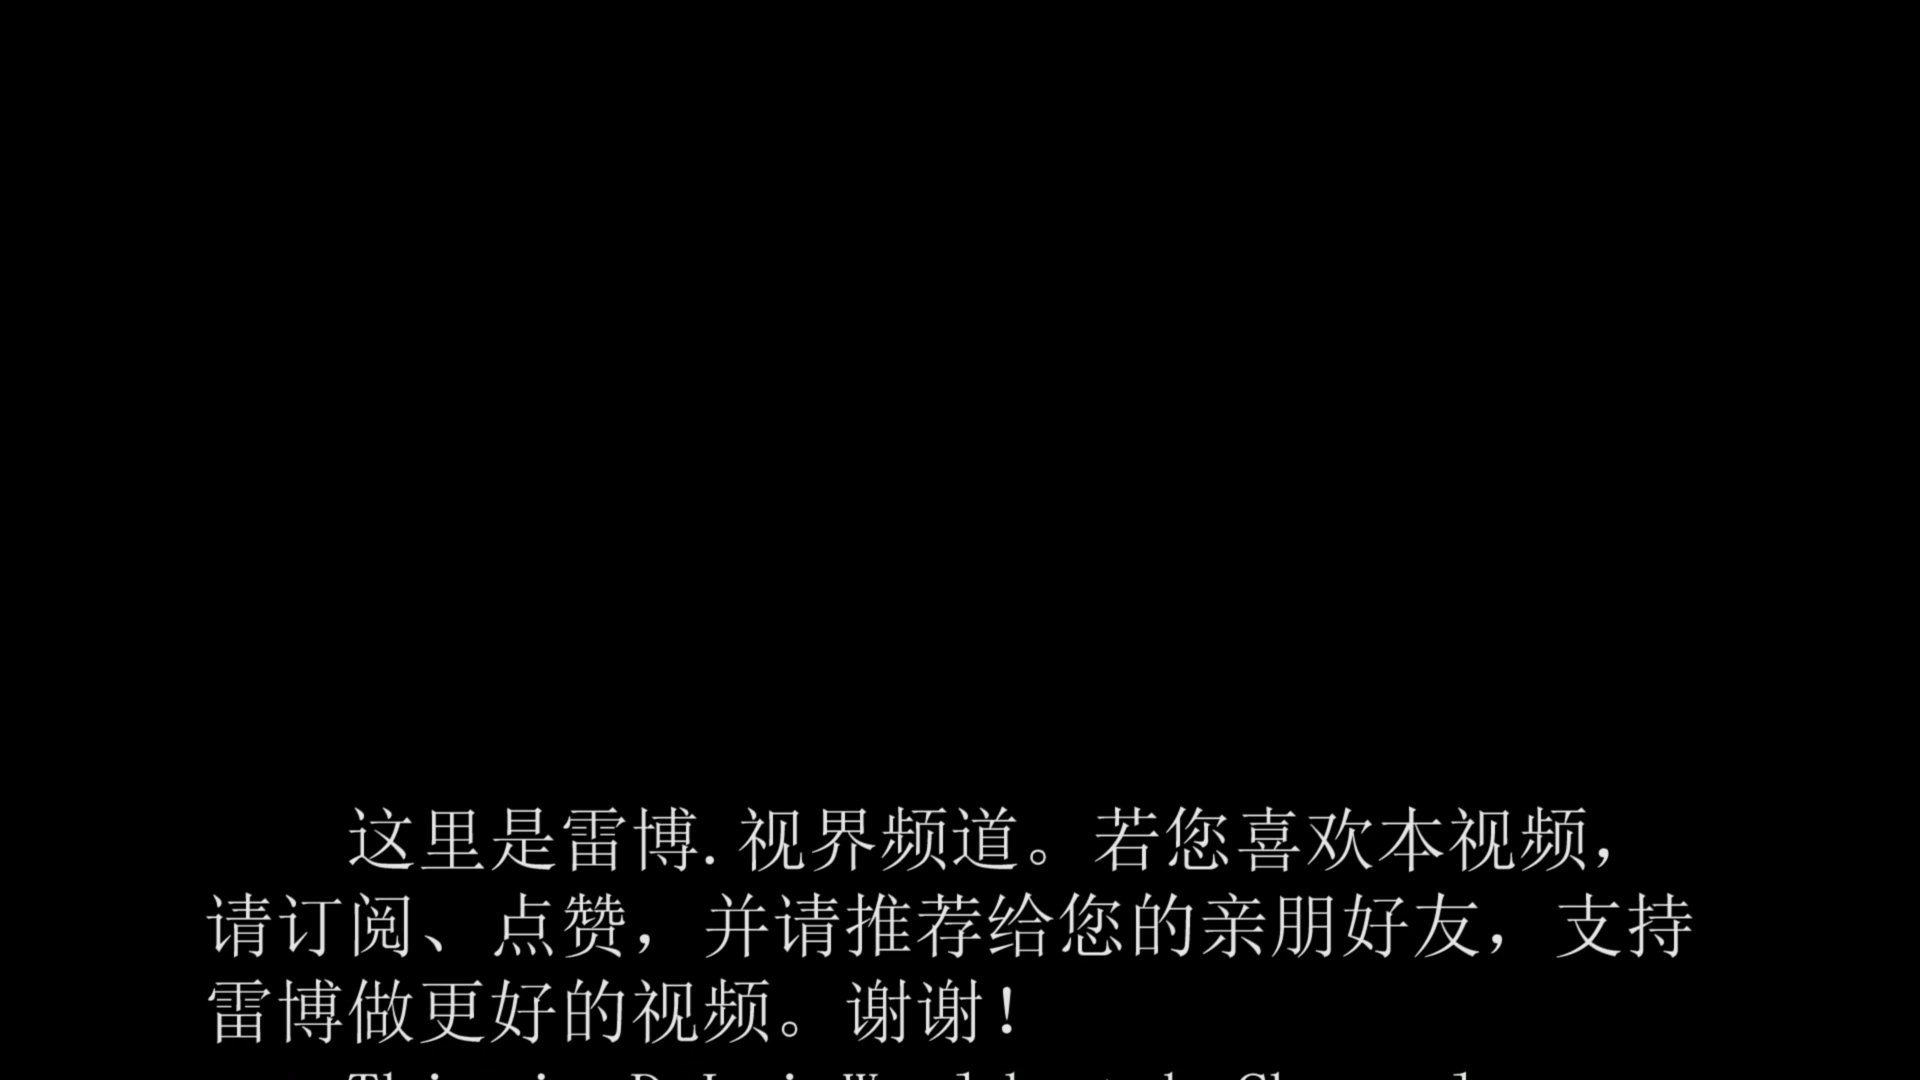 这里是雷博.视界频道。若您喜欢本视频，
请订阅、点赞，并请推荐给您的亲朋好友，支持
雷博做更好的视频。谢谢！